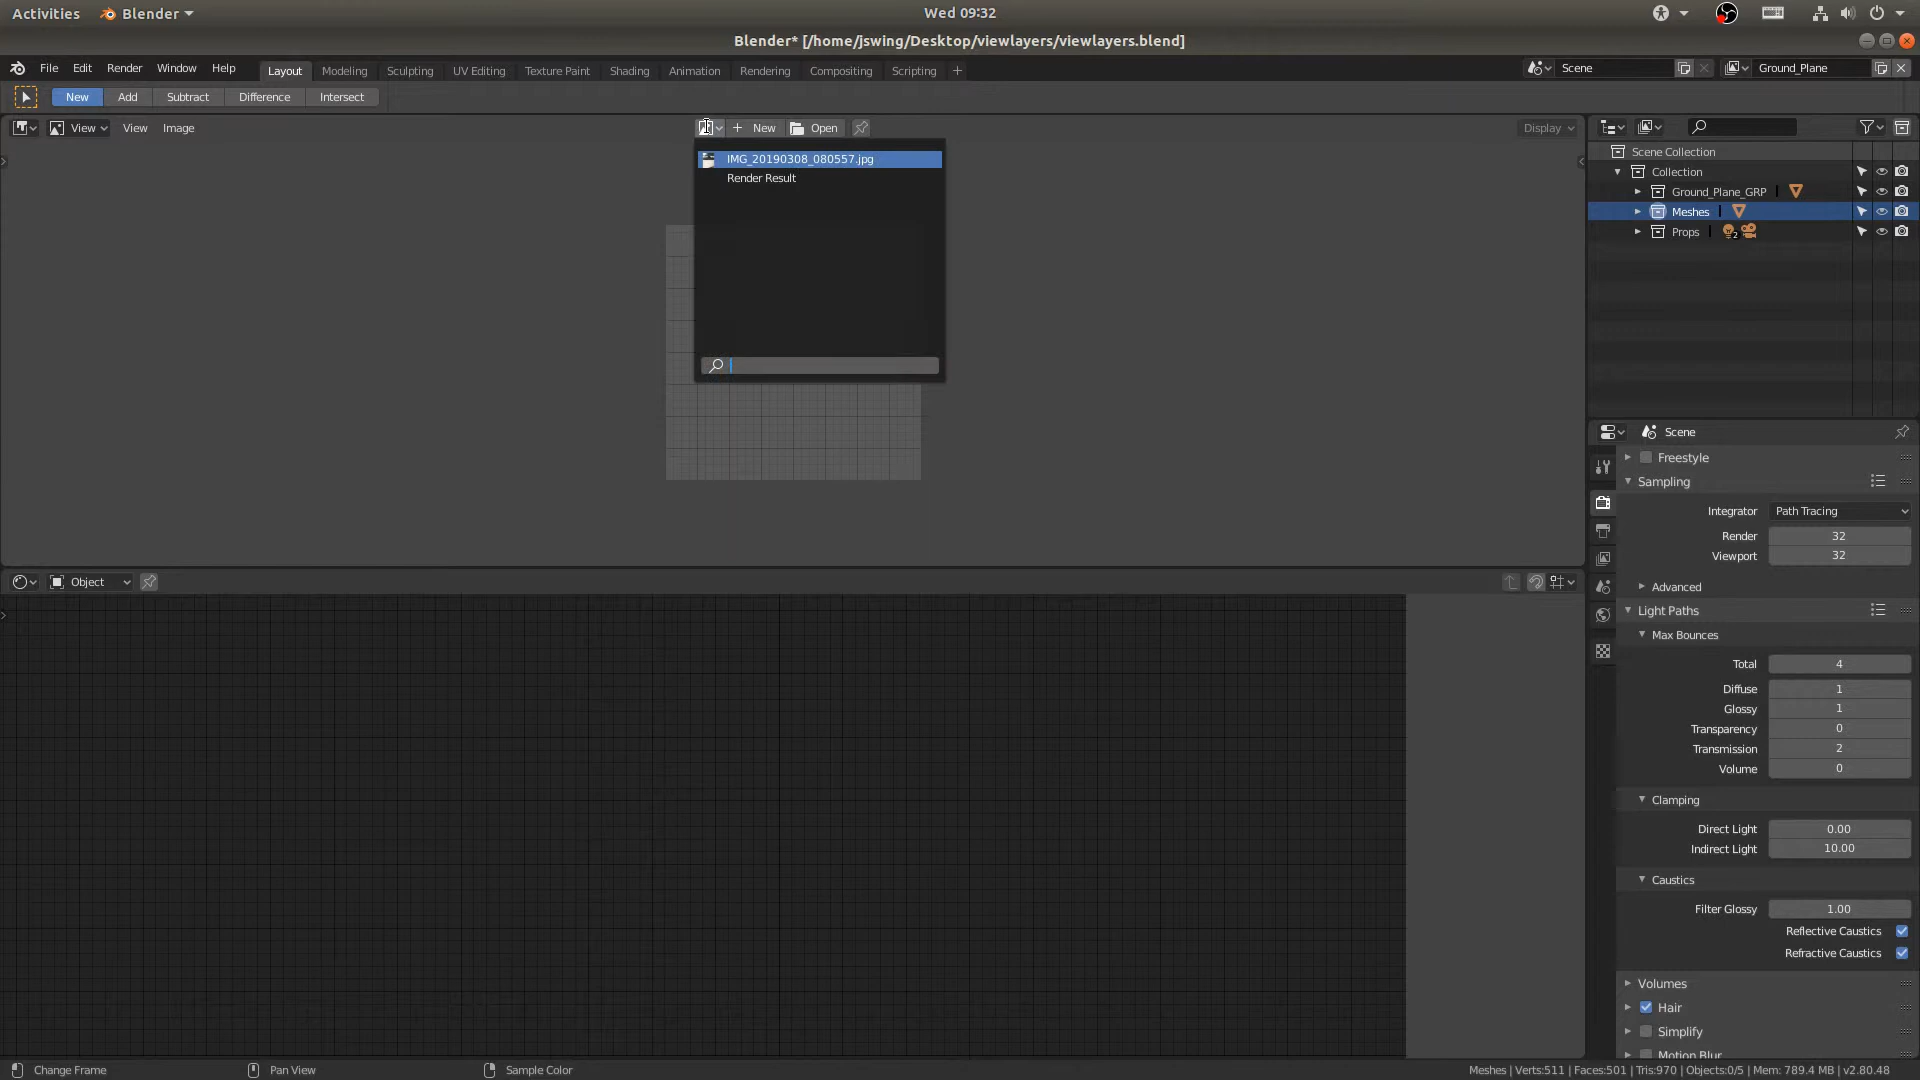 Activities Blender Wed 09:32
Blender* [/home/jswing/Desktop/viewlayers/viewlayers.blend]
File Edit Render Window Help Layout Modeling Sculpting UV Editing Texture Paint Shading Animation Rendering Compositing Scripting + Scene Ground_Plane
New Add Subtract Difference Intersect
View View Image + New Open Display
IMG_20190308_080557.jpg
Render Result
Scene Collection
Collection
Ground_Plane_GRP
Meshes
Props 2
Object
Scene
Freestyle
Sampling
Integrator Path Tracing
Render 32
Viewport 32
Advanced
Light Paths
Max Bounces
Total 4
Diffuse 1
Glossy 1
Transparency 0
Transmission 2
Volume 0
Clamping
Direct Light 0.00
Indirect Light 10.00
Caustics
Filter Glossy 1.00
Reflective Caustics
Refractive Caustics
Volumes
Hair
Simplify
Motion Blur
Change Frame Pan View Sample Color Meshes | Verts:511 | Faces:501 | Tris:970 | Objects:0/5 | Mem: 789.4 MB | v2.80.48